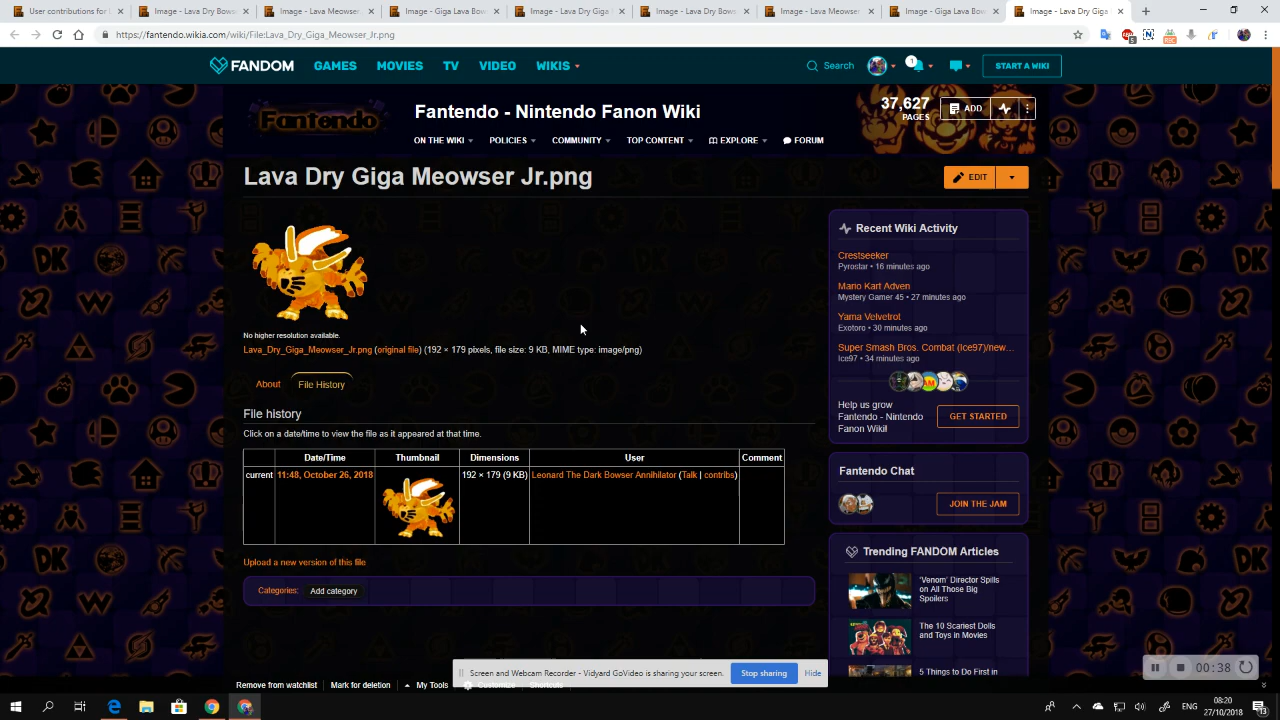 User contributions for L
Image - Lava Dry Bows
Image - Lava Meowser
Image - Giga Lava Bow
Image - Lava Dry Giga
Image - Lava Dry Bows
Image - Lava Meowser
Image - Giga Lava Bow
Image - Lava Dry Giga
https://fantendo.wikia.com/wiki/File:Lava_Dry_Giga_Meowser_Jr.png
FANDOM GAMES MOVIES TV VIDEO WIKIS Search 1 START A WIKI
Fantendo
Fantendo - Nintendo Fanon Wiki
37,627
PAGES
ADD
ON THE WIKI POLICIES COMMUNITY TOP CONTENT EXPLORE FORUM
Lava Dry Giga Meowser Jr.png
EDIT
No higher resolution available.
Lava_Dry_Giga_Meowser_Jr.png (original file) (192 × 179 pixels, file size: 9 KB, MIME type: image/png)
About File History
File history
Click on a date/time to view the file as it appeared at that time.
Date/Time Thumbnail Dimensions User Comment
current 11:48, October 26, 2018 192 × 179 (9 KB) Leonard The Dark Bowser Annihilator (Talk | contribs)
Upload a new version of this file
Categories: Add category
Recent Wiki Activity
Crestseeker
Pyrostar • 16 minutes ago
Mario Kart Adven
Mystery Gamer 45 • 27 minutes ago
Yama Velvetrot
Exotoro • 30 minutes ago
Super Smash Bros. Combat (Ice97)/new…
Ice97 • 34 minutes ago
Help us grow
Fantendo - Nintendo
Fanon Wiki!
GET STARTED
Fantendo Chat
JOIN THE JAM
Trending FANDOM Articles
'Venom' Director Spills
on All Those Big
Spoilers
The 10 Scariest Dolls
and Toys in Movies
5 Things to Do First in
Screen and Webcam Recorder - Vidyard GoVideo is sharing your screen. Stop sharing Hide
00:38
Remove from watchlist Mark for deletion My Tools Customize Shortcuts
ENG
08:20
27/10/2018
13